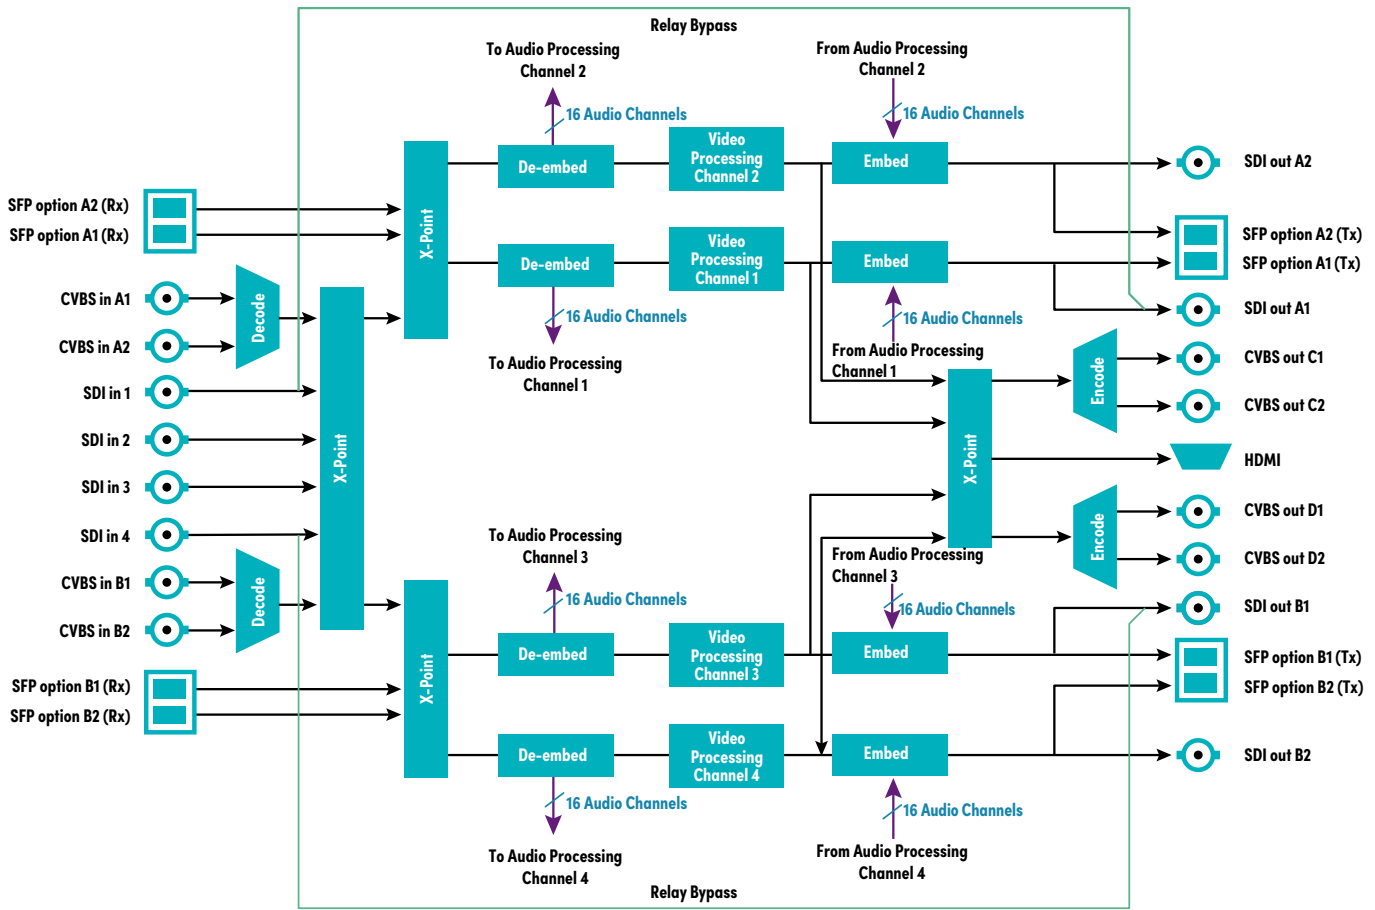 Relay Bypass
To Audio Processing
Channel 2
From Audio Processing
Channel 2
16 Audio Channels
16 Audio Channels
Video
Processing
Channel 2
De-embed
Embed
SDI out A2
SFP option A2 (Rx)
SFP option A1 (Rx)
X-Point
SFP option A2 (Tx)
SFP option A1 (Tx)
De-embed
Video
Processing
Channel 1
Embed
CVBS in A1
CVBS in A2
Decode
16 Audio Channels
16 Audio Channels
SDI out A1
To Audio Processing
Channel 1
From Audio Processing
Channel 1
CVBS out C1
CVBS out C2
Encode
SDI in 1
SDI in 2
SDI in 3
SDI in 4
X-Point
X-Point
HDMI
CVBS out D1
CVBS out D2
Encode
To Audio Processing
Channel 3
From Audio Processing
Channel 3
CVBS in B1
CVBS in B2
Decode
16 Audio Channels
16 Audio Channels
SDI out B1
X-Point
De-embed
Video
Processing
Channel 3
Embed
SFP option B1 (Tx)
SFP option B2 (Tx)
SFP option B1 (Rx)
SFP option B2 (Rx)
De-embed
Video
Processing
Channel 4
Embed
SDI out B2
16 Audio Channels
16 Audio Channels
To Audio Processing
Channel 4
From Audio Processing
Channel 4
Relay Bypass